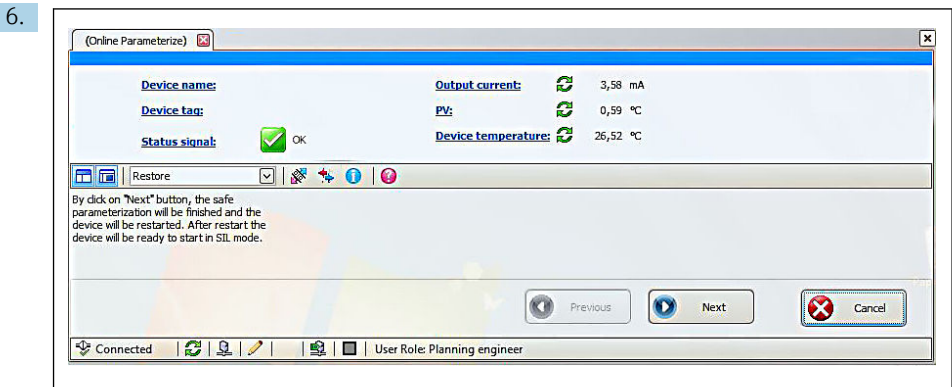 6.
(Online Parameterize)
Device name: Output current: 3,58 mA
Device tag: PV: 0,59 °C
Status signal: OK Device temperature: 26,52 °C
Restore
By click on "Next" button, the safe
parameterization will be finished and the
device will be restarted. After restart the
device will be ready to start in SIL mode.
Previous Next Cancel
Connected User Role: Planning engineer